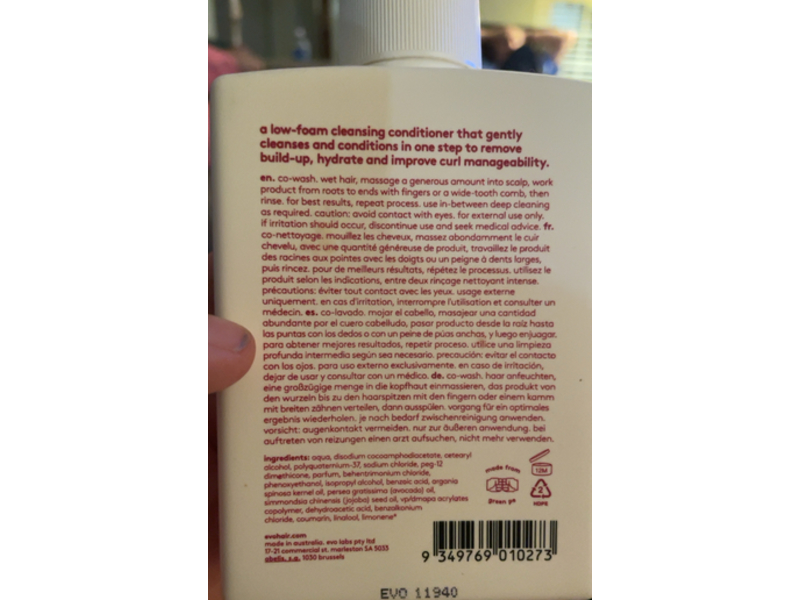 a low-foam cleansing conditioner that gently
cleanses and conditions in one step to remove
build-up, hydrate and improve curl manageability.
en. co-wash. wet hair, massage a generous amount into scalp, work
product from roots to ends with fingers or a wide-tooth comb, then
rinse. for best results, repeat process. use in-between deep cleaning
as required. caution: avoid contact with eyes. for external use only.
if irritation should occur, discontinue use and seek medical advice. fr.
co-nettoyage. mouillez les cheveux, massez abondamment le cuir
chevelu, avec une quantité généreuse de produit, travaillez le produit
des racines aux pointes avec les doigts ou un peigne à dents larges,
puis rincez. pour de meilleurs résultats, répétez le processus. utilisez le
produit selon les indications, entre deux rinçage nettoyant intense.
précautions: éviter tout contact avec les yeux. usage externe
uniquement. en cas d'irritation, interrompre l'utilisation et consulter un
médecin. es. co-lavado. mojar el cabello, masajear una cantidad
abundante por el cuero cabelludo, pasar producto desde la raíz hasta
las puntas con los dedos o con un peine de púas anchas, y luego enjuagar.
para obtener mejores resultados, repetir proceso. utilice una limpieza
profunda intermedia según sea necesario. precaución: evitar el contacto
con los ojos. para uso externo exclusivamente. en caso de irritación,
dejar de usar y consultar con un médico. de. co-wash. haar anfeuchten,
eine großzügige menge in die kopfhaut einmassieren, das produkt von
den wurzeln bis zu den haarspitzen mit den fingern oder einem kamm
mit breiten zähnen verteilen, dann ausspülen. vorgang für ein optimales
ergebnis wiederholen. je nach bedarf zwischenreinigung anwenden.
vorsicht: augenkontakt vermeiden. nur zur äußeren anwendung. bei
auftreten von reizungen einen arzt aufsuchen, nicht mehr verwenden.
ingredients: aqua, disodium cocoamphodiacetate, cetearyl
alcohol, polyquaternium-37, sodium chloride, peg-12
dimethicone, parfum, behentrimonium chloride,
phenoxyethanol, isopropyl alcohol, benzoic acid, argania
spinosa kernel oil, persea gratissima (avocado) oil,
simmondsia chinensis (jojoba) seed oil, vp/dmapa acrylates
copolymer, dehydroacetic acid, benzalkonium
chloride, coumarin, linalool, limonene*
made from
green pe
12M
2
HDPE
evohair.com
made in australia. evo labs pty ltd
17-21 commercial st. marleston SA 5033
obelis, s.a. 1030 brussels
9 349769 010273
EVO 11940